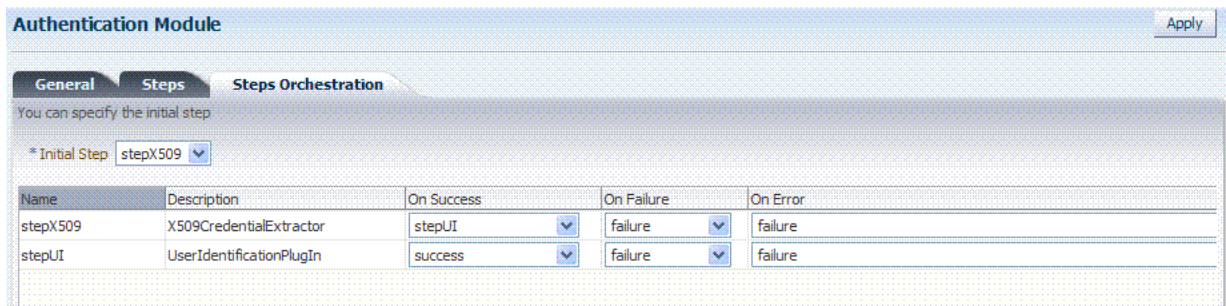 Authentication Module Apply
General Steps Steps Orchestration
You can specify the initial step
* Initial Step stepX509
Name Description On Success On Failure On Error
stepX509 X509CredentialExtractor stepUI failure failure
stepUI UserIdentificationPlugIn success failure failure